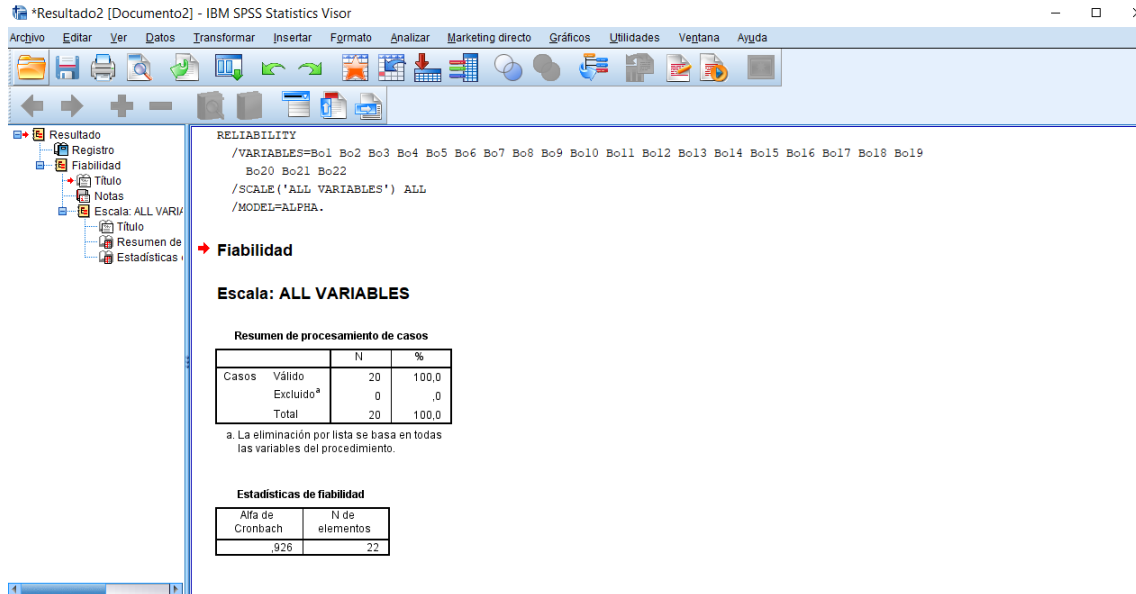 *Resultado2 [Documento2] - IBM SPSS Statistics Visor
Archivo Editar Ver Datos Transformar Insertar Formato Analizar Marketing directo Gráficos Utilidades Ventana Ayuda
Resultado
Registro
Fiabilidad
Título
Notas
Escala: ALL VARIA
Título
Resumen de
Estadísticas
RELIABILITY
/VARIABLES=Bo1 Bo2 Bo3 Bo4 Bo5 Bo6 Bo7 Bo8 Bo9 Bo10 Bo11 Bo12 Bo13 Bo14 Bo15 Bo16 Bo17 Bo18 Bo19
Bo20 Bo21 Bo22
/SCALE('ALL VARIABLES') ALL
/MODEL=ALPHA.
Fiabilidad
Escala: ALL VARIABLES
Resumen de procesamiento de casos
N %
Casos Válido 20 100,0
Excluido^a 0 ,0
Total 20 100,0
a. La eliminación por lista se basa en todas
las variables del procedimiento.
Estadísticas de fiabilidad
Alfa de N de
Cronbach elementos
,926 22